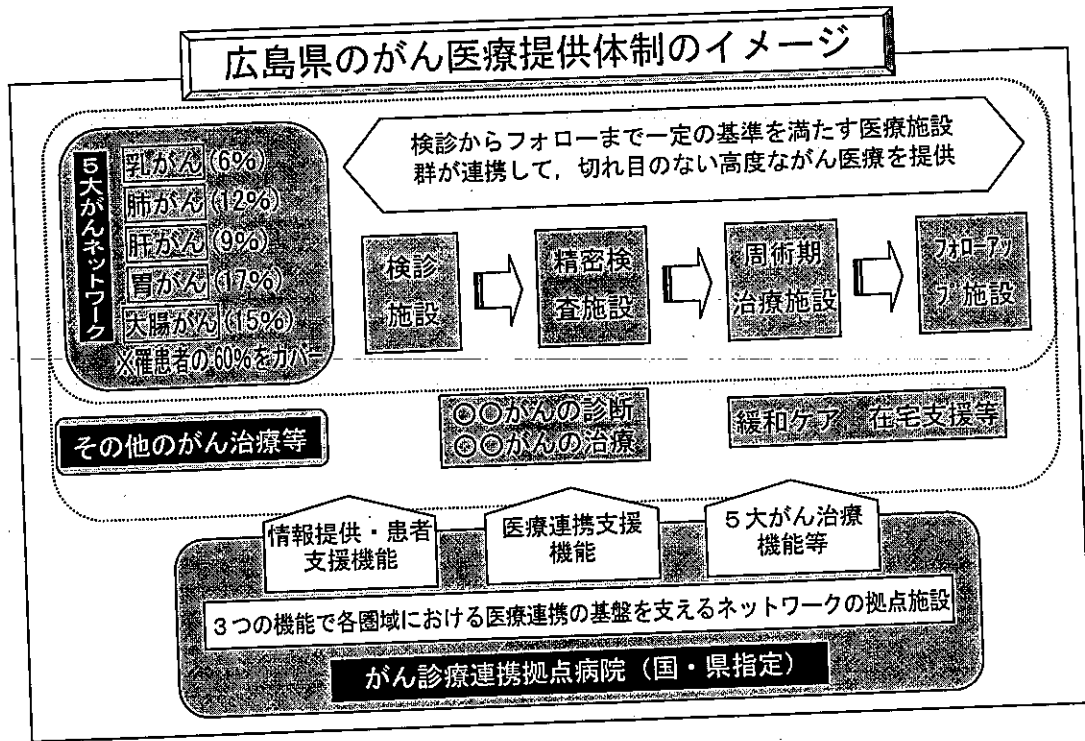 広島県のがん医療提供体制のイメージ
5大がんネットワーク
乳がん(6%)
肺がん(12%)
肝がん(9%)
胃がん(17%)
大腸がん(15%)
※罹患者の60%をカバー
検診からフォローまで一定の基準を満たす医療施設
群が連携して，切れ目のない高度ながん医療を提供
検診
施設
精密検
査施設
周術期
治療施設
フォローアッ
プ施設
その他のがん治療等
◎◎がんの診断
◎◎がんの治療
緩和ケア　在宅支援等
情報提供・患者
支援機能
医療連携支援
機能
5大がん治療
機能等
3つの機能で各圏域における医療連携の基盤を支えるネットワークの拠点施設
がん診療連携拠点病院（国・県指定）